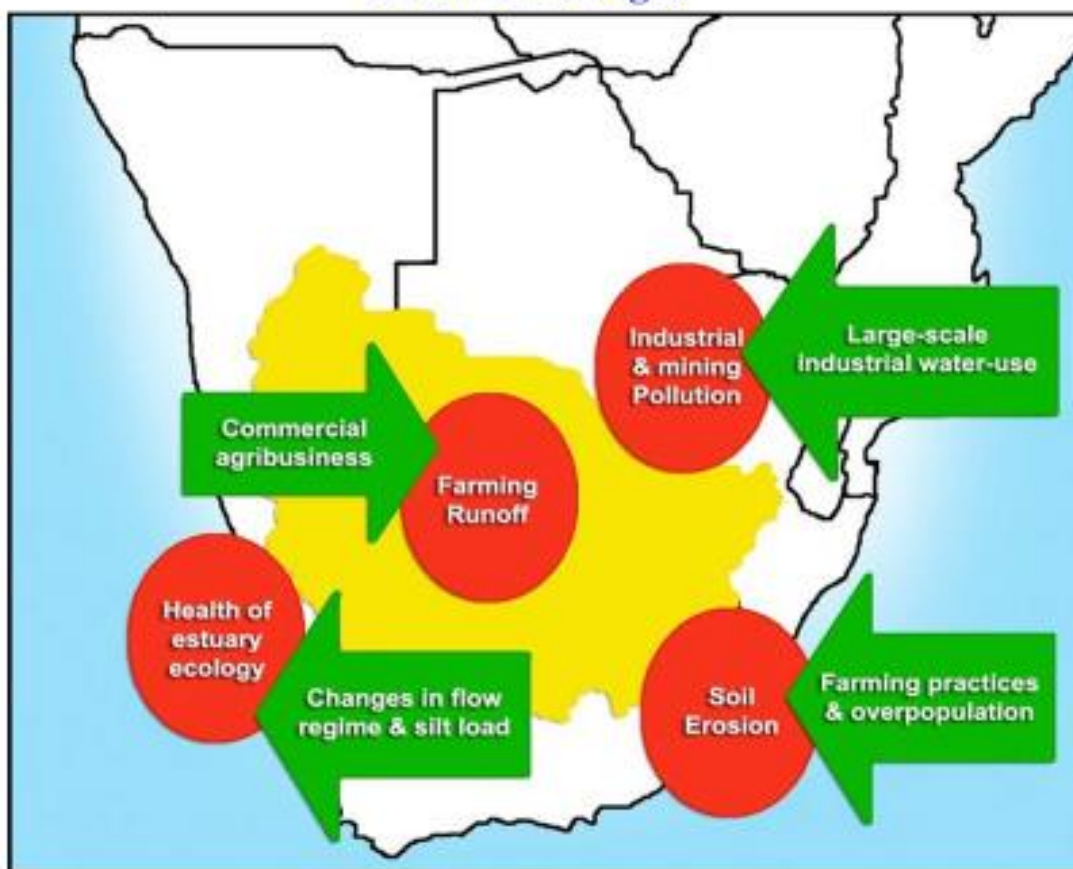 Large-scale
industrial water-use
Industrial
& mining
Pollution
Commercial
agribusiness
Farming
Runoff
Health of
estuary
ecology
Changes in flow
regime & silt load
Soil
Erosion
Farming practices
& overpopulation